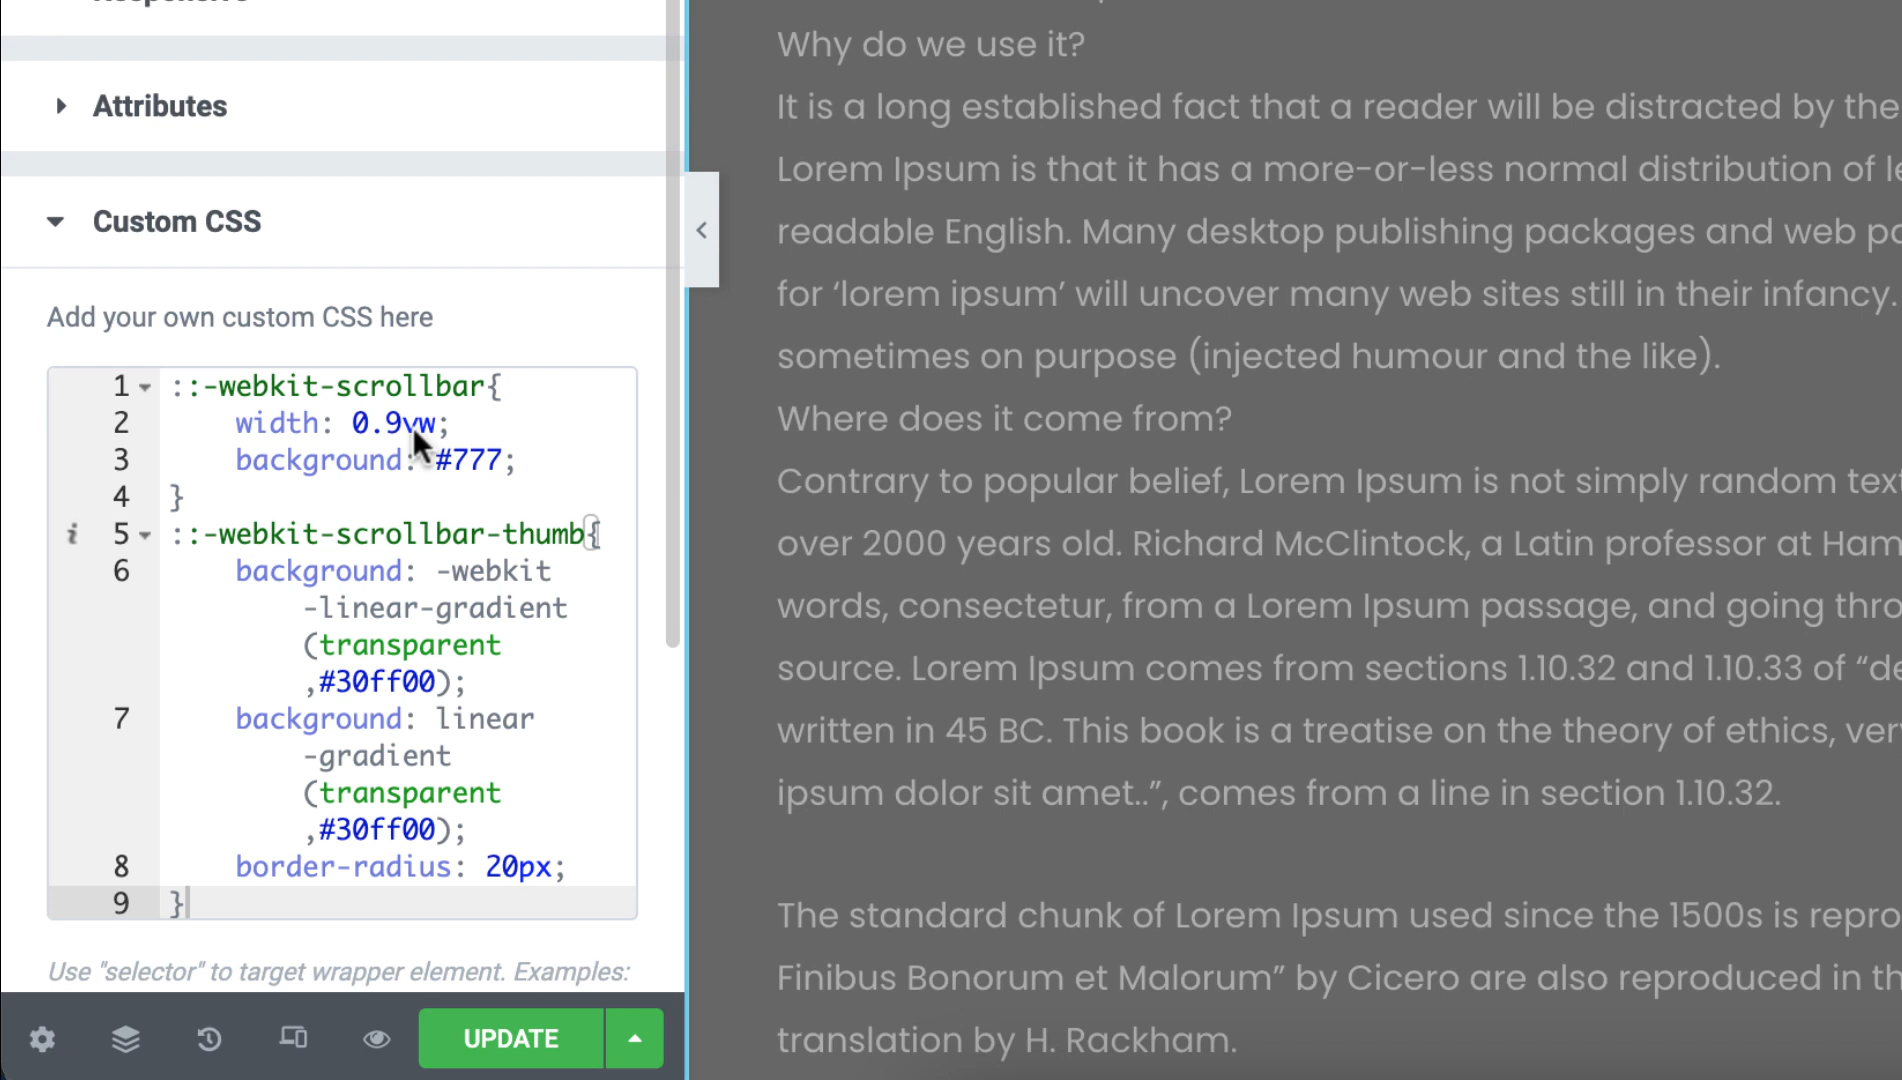 Responsive
Attributes
Custom CSS
Add your own custom CSS here
1 ::-webkit-scrollbar{
2 width: 0.9vw;
3 background: #777;
4 }
i 5 ::-webkit-scrollbar-thumb{
6 background: -webkit
-linear-gradient
(transparent
,#30ff00);
7 background: linear
-gradient
(transparent
,#30ff00);
8 border-radius: 20px;
9 }
Use "selector" to target wrapper element. Examples:
UPDATE
Why do we use it?
It is a long established fact that a reader will be distracted by the
Lorem Ipsum is that it has a more-or-less normal distribution of
readable English. Many desktop publishing packages and web
for ‘lorem ipsum’ will uncover many web sites still in their infancy.
sometimes on purpose (injected humour and the like).
Where does it come from?
Contrary to popular belief, Lorem Ipsum is not simply random
over 2000 years old. Richard McClintock, a Latin professor at
words, consectetur, from a Lorem Ipsum passage, and going
source. Lorem Ipsum comes from sections 1.10.32 and 1.10.33 of
written in 45 BC. This book is a treatise on the theory of ethics,
ipsum dolor sit amet..”, comes from a line in section 1.10.32.
The standard chunk of Lorem Ipsum used since the 1500s is
Finibus Bonorum et Malorum” by Cicero are also reproduced in
translation by H. Rackham.